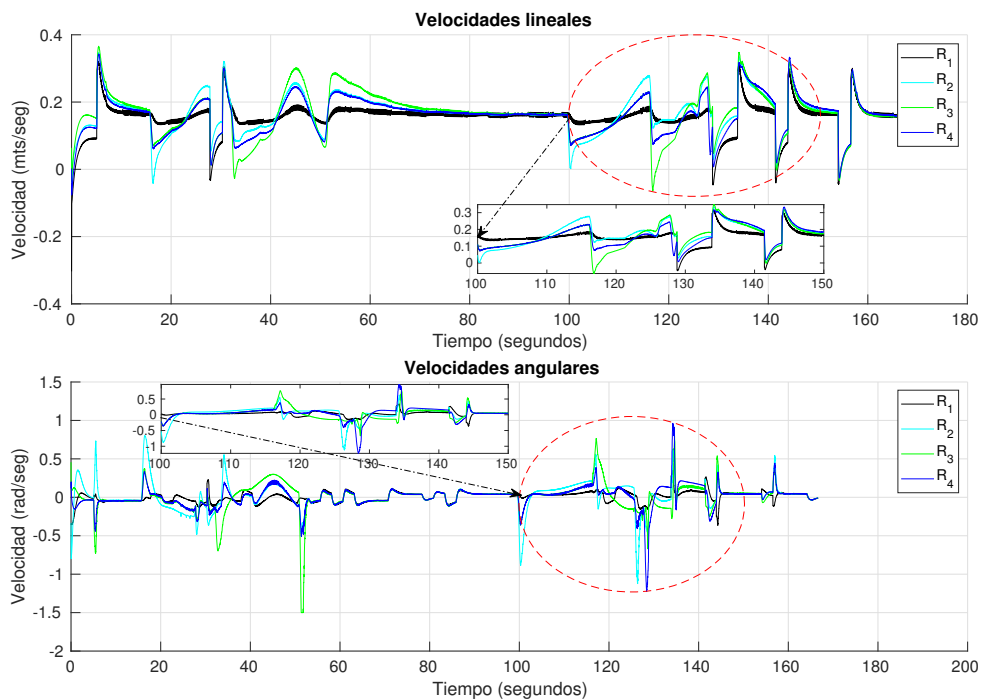 Velocidades lineales
Velocidad (mts/seg)
0.4
0.2
0
-0.2
-0.4
R1
R2
R3
R4
0.3
0.2
0.1
0
100 110 120 130 140 150
0 20 40 60 80 100 120 140 160 180
Tiempo (segundos)
Velocidades angulares
Velocidad (rad/seg)
1.5
1
0.5
0
-0.5
-1
-1.5
-2
0.5
0
0.5
1
100 110 120 130 140 150
R1
R2
R3
R4
0 20 40 60 80 100 120 140 160 180 200
Tiempo (segundos)